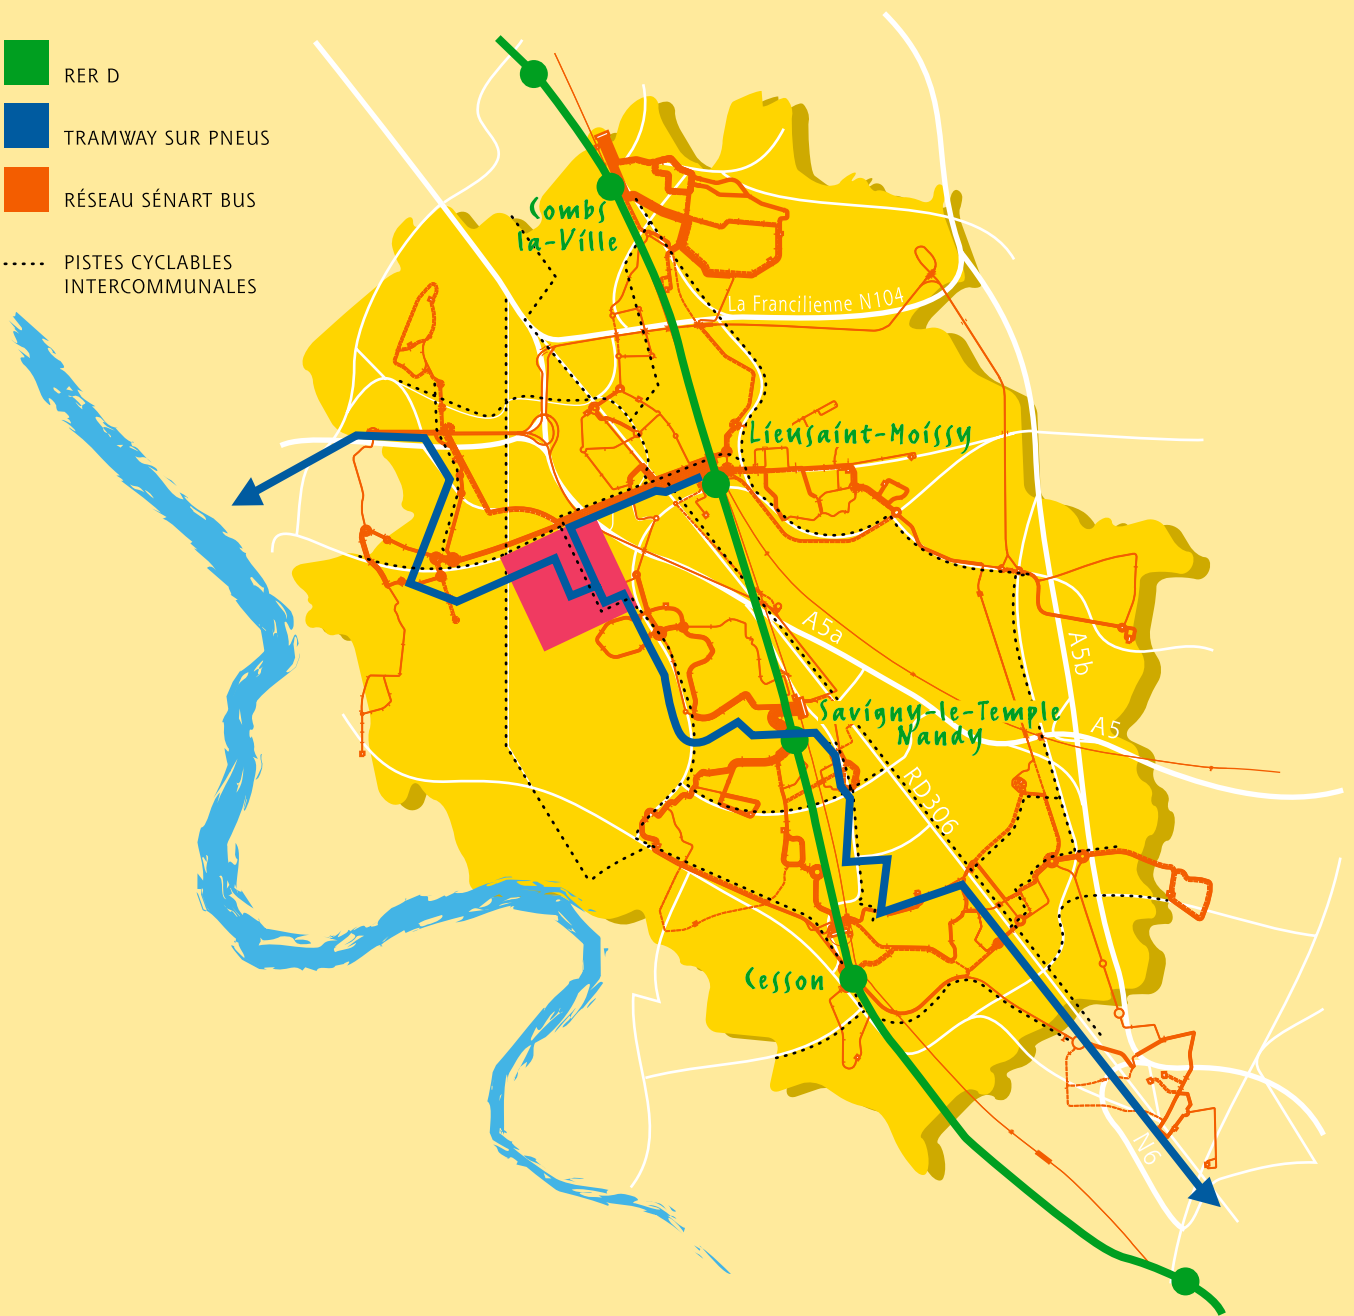 RER D
TRAMWAY SUR PNEUS
RÉSEAU SÉNART BUS
PISTES CYCLABLES
INTERCOMMUNALES
Combs
la-Ville
La Francilienne N104
Lieusaint-Moissy
A5a
A5b
Savigny-le-Temple
Nandy
A5
RD306
Cesson
N6